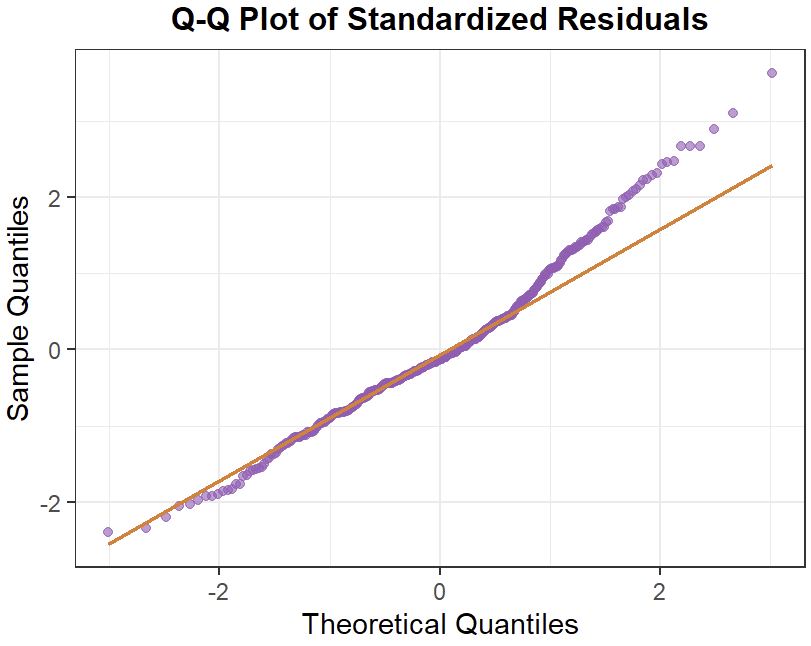 Q-Q Plot of Standardized Residuals
Sample Quantiles
2
0
-2
-2 0 2
Theoretical Quantiles